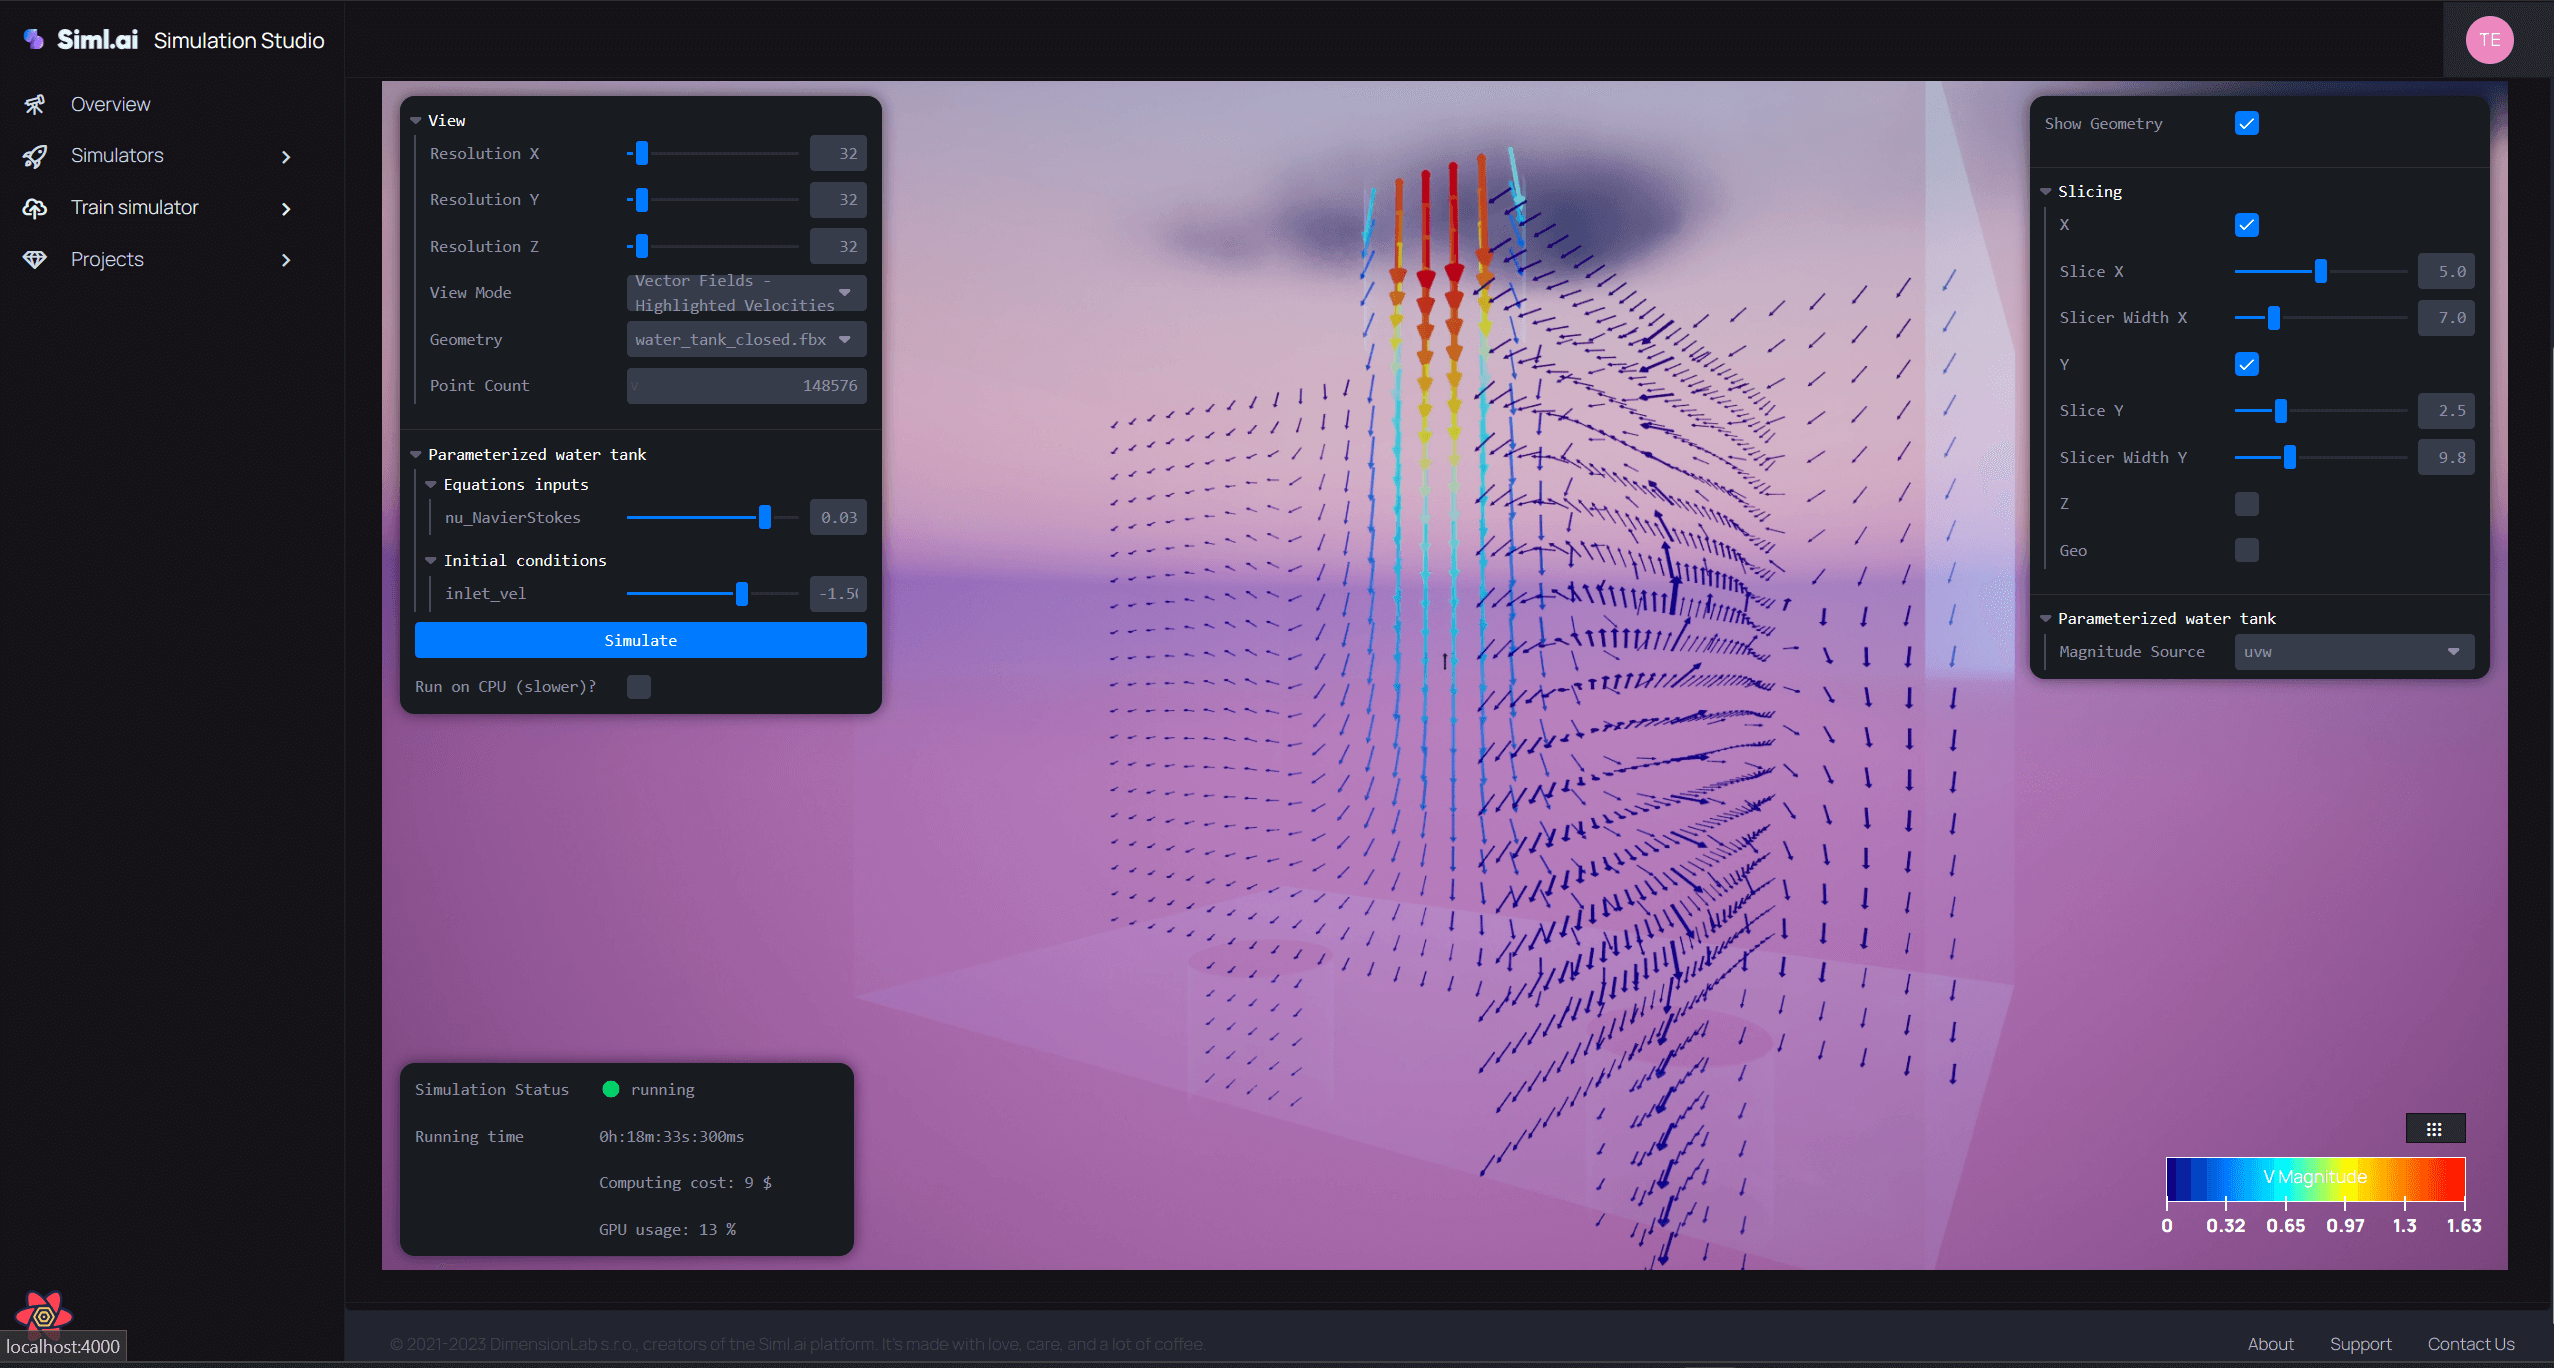 Siml.ai Simulation Studio
TE
Overview
Simulators
Train simulator
Projects
View
Resolution X 32
Resolution Y 32
Resolution Z 32
View Mode Vector Fields -
Highlighted Velocities
Geometry water_tank_closed.fbx
Point Count V 148576
Parameterized water tank
Equations inputs
nu_NavierStokes 0.03
Initial conditions
inlet_vel -1.50
Simulate
Run on CPU (slower)?
Show Geometry
Slicing
X
Slice X 5.0
Slicer Width X 7.0
Y
Slice Y 2.5
Slicer Width Y 9.8
Z
Geo
Parameterized water tank
Magnitude Source uvw
Simulation Status running
Running time 0h:18m:33s:300ms
Computing cost: 9 $
GPU usage: 13 %
V Magnitude
0 0.32 0.65 0.97 1.3 1.63
localhost:4000
© 2021-2023 DimensionLab s.r.o., creators of the Siml.ai platform. It's made with love, care, and a lot of coffee.
About Support Contact Us